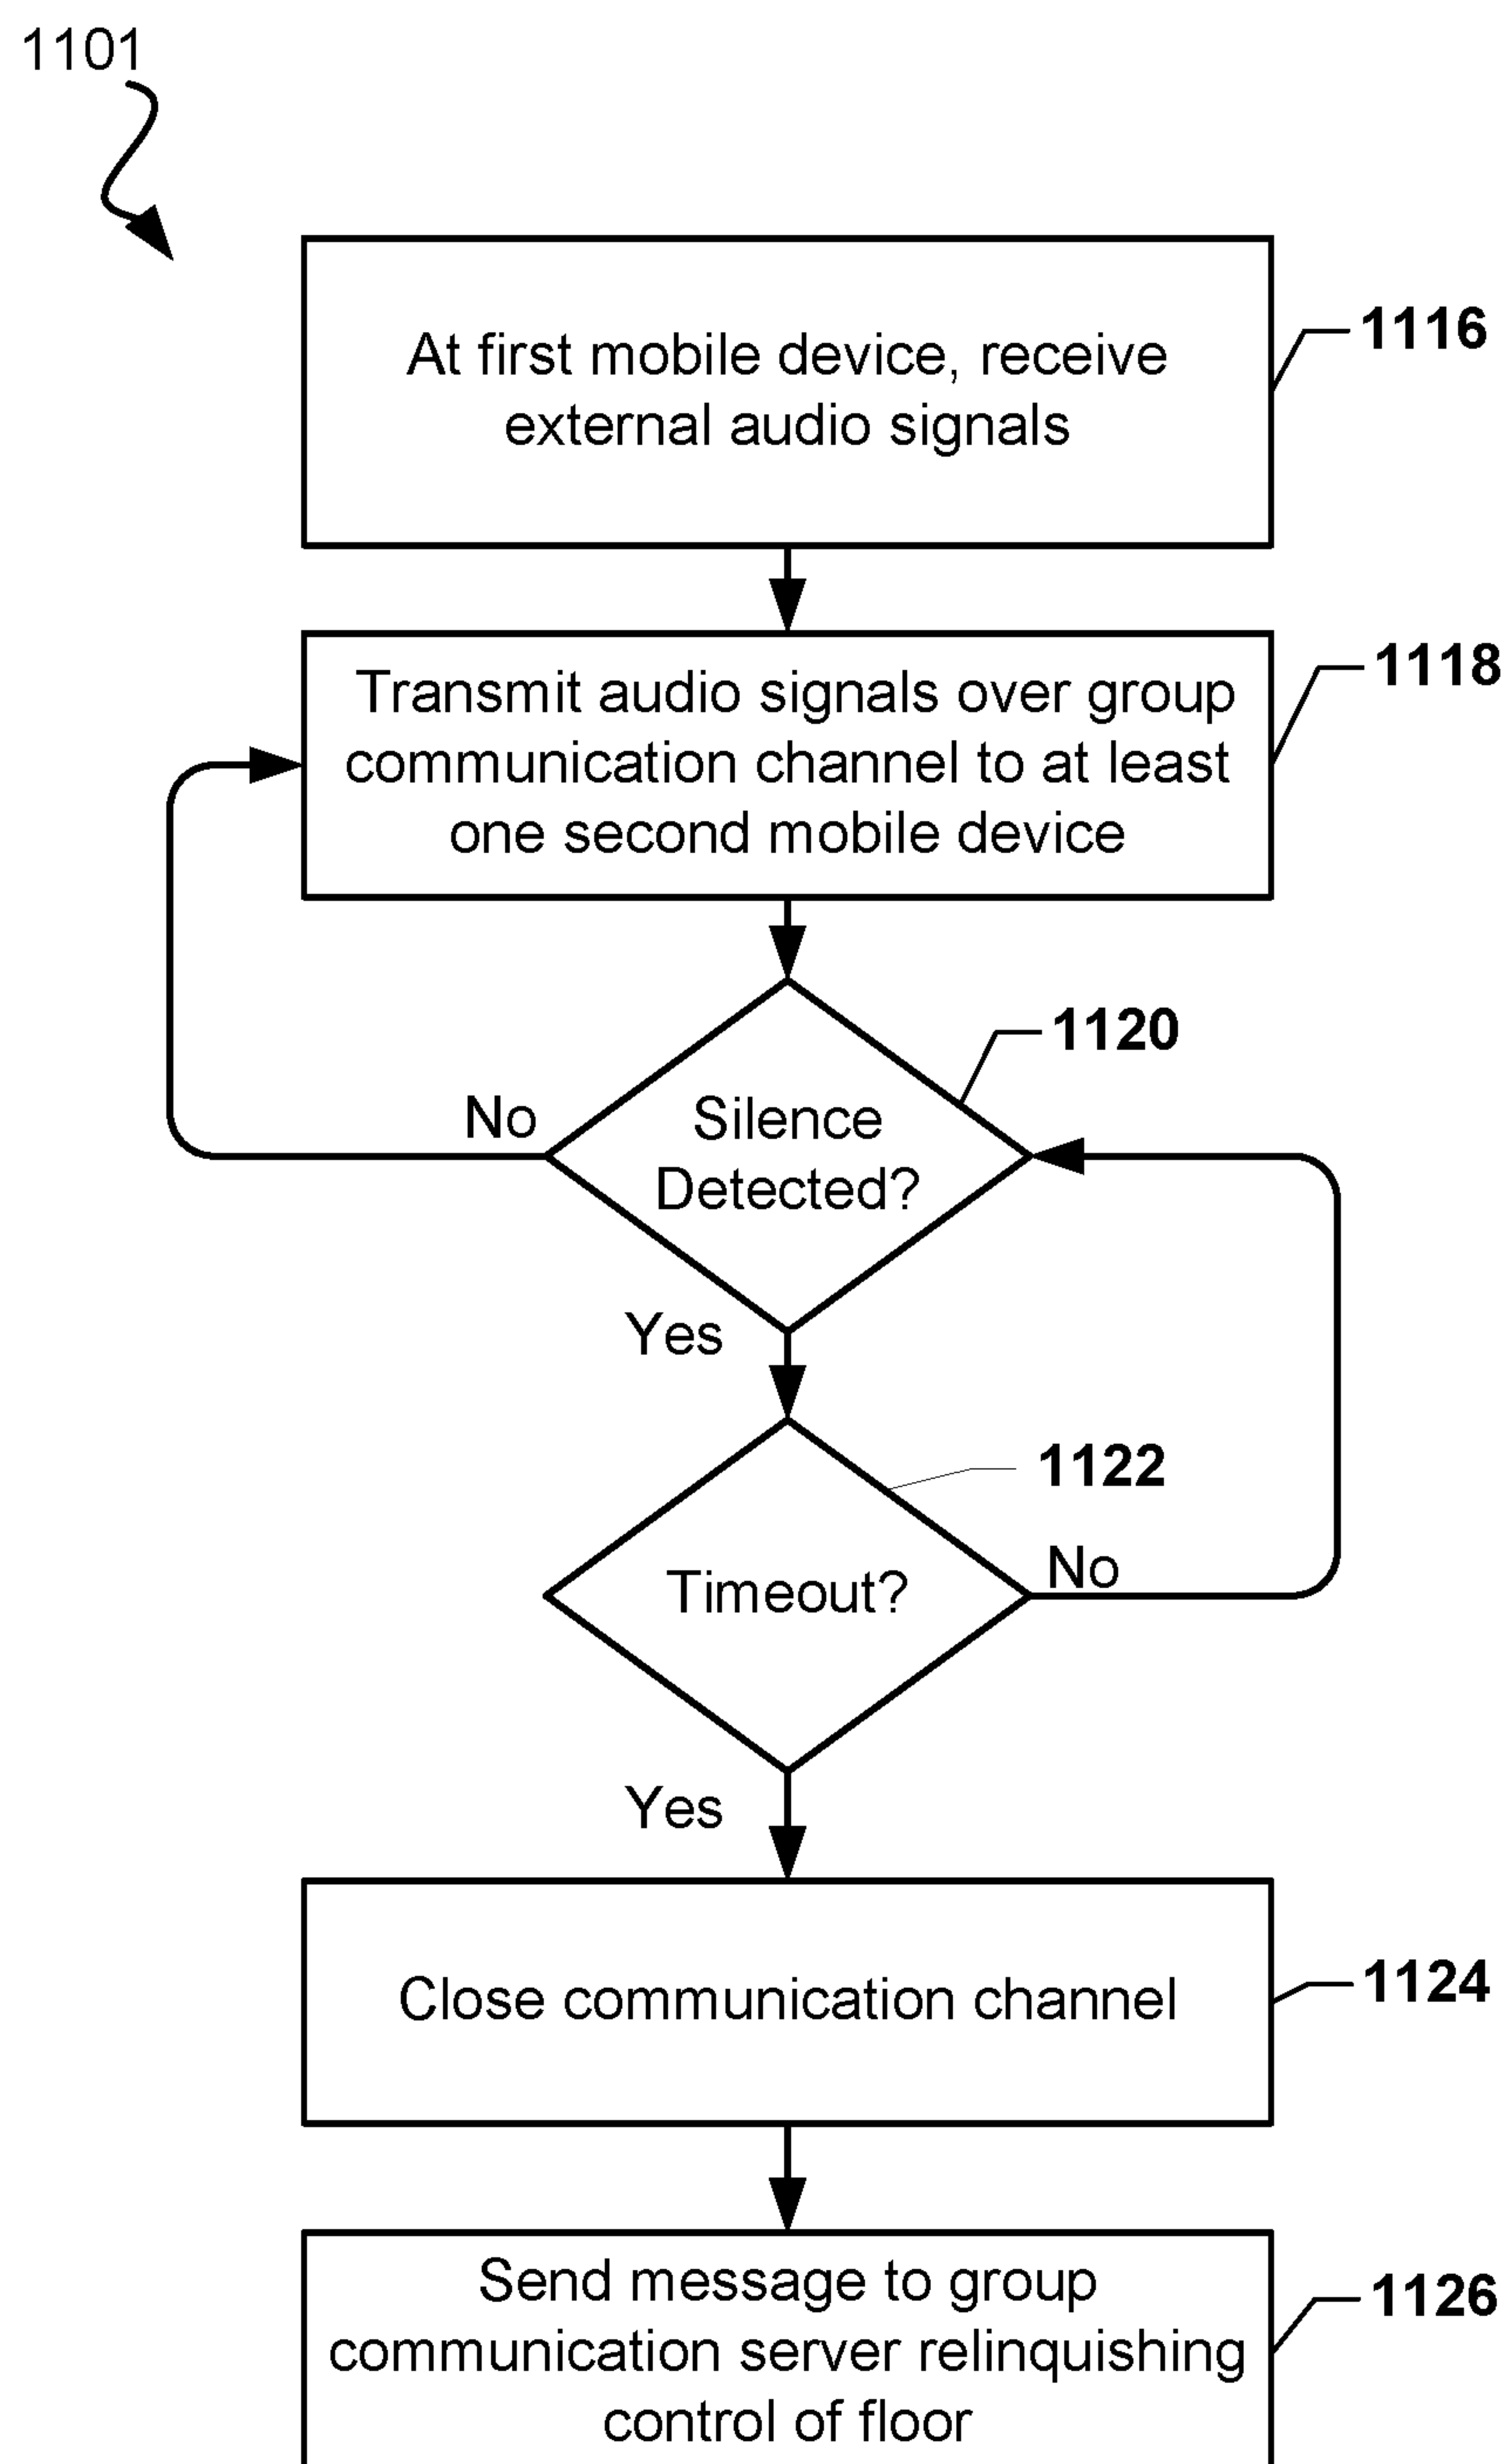 1101
At first mobile device, receive
external audio signals
1116
Transmit audio signals over group
communication channel to at least
one second mobile device
1118
1120
No
Silence
Detected?
Yes
1122
Timeout?
No
Yes
Close communication channel
1124
Send message to group
communication server relinquishing
control of floor
1126